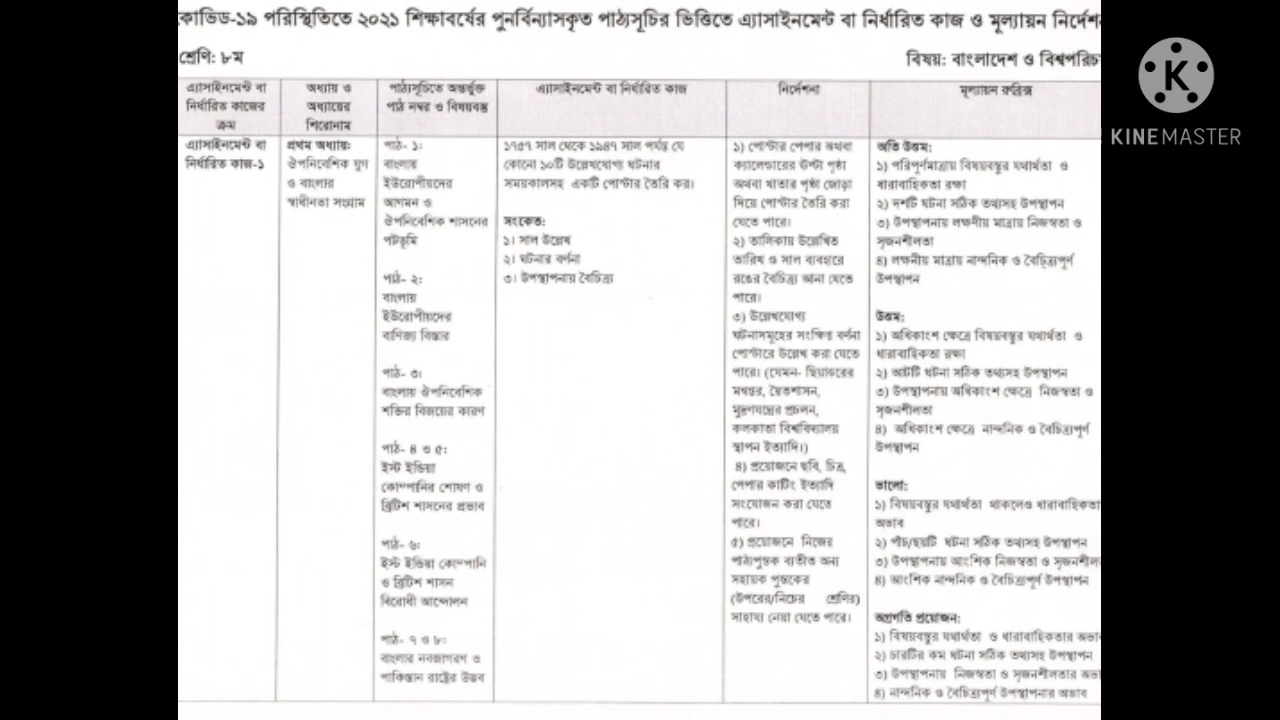 কোভিড-১৯ পরিস্থিতিতে ২০২১ শিক্ষাবর্ষের পুনর্বিন্যাসকৃত পাঠ্যসূচির ভিত্তিতে এ্যাসাইনমেন্ট বা নির্ধারিত কাজ ও মূল্যায়ন নির্দেশন
শ্রেণি: ৮ম
বিষয়: বাংলাদেশ ও বিশ্বপরিচ
এ্যাসাইনমেন্ট বা
নির্ধারিত কাজের
ক্রম
অধ্যায় ও
অধ্যায়ের
শিরোনাম
পাঠ্যসূচিতে অন্তর্ভুক্ত
পাঠ নম্বর ও বিষয়বস্তু
এ্যাসাইনমেন্ট বা নির্ধারিত কাজ
নির্দেশনা
মূল্যায়ন রুব্রিক্স
এ্যাসাইনমেন্ট বা
নির্ধারিত কাজ-১
প্রথম অধ্যায়:
ঔপনিবেশিক যুগ
ও বাংলার
স্বাধীনতা সংগ্রাম
পাঠ- ১:
বাংলায়
ইউরোপীয়দের
আগমন ও
ঔপনিবেশিক শাসনের
পটভূমি
পাঠ- ২:
বাংলায়
ইউরোপীয়দের
বাণিজ্য বিস্তার
পাঠ- ৩।
বাংলায় ঔপনিবেশিক
শক্তির বিজয়ের কারণ
পাঠ- ৪ ও ৫:
ইস্ট ইন্ডিয়া
কোম্পানির শোষণ ও
ব্রিটিশ শাসনের প্রভাব
পাঠ- ৬:
ইস্ট ইন্ডিয়া কোম্পানি
ও ব্রিটিশ শাসন
বিরোধী আন্দোলন
পাঠ- ৭ ও ৮:
বাংলার নবজাগরণ ও
পাকিস্তান রাষ্ট্রের উদ্ভব
১৭৫৭ সাল থেকে ১৯৪৭ সাল পর্যন্ত যে
কোনো ১০টি উল্লেখযোগ্য ঘটনার
সময়কালসহ একটি পোস্টার তৈরি কর।
সংকেত:
১। সাল উল্লেখ
২। ঘটনার বর্ণনা
৩। উপস্থাপনায় বৈচিত্র্য
১) পোস্টার পেপার অথবা
ক্যালেন্ডারের উল্টা পৃষ্ঠা
অথবা খাতার পৃষ্ঠা জোড়া
দিয়ে পোস্টার তৈরি করা
যেতে পারে।
২) তালিকায় উল্লেখিত
তারিখ ও সাল ব্যবহারে
রঙের বৈচিত্র্য আনা যেতে
পারে।
৩) উল্লেখযোগ্য
ঘটনাসমূহের সংক্ষিপ্ত বর্ণনা
পোস্টারে উল্লেখ করা যেতে
পারে। (যেমন- ছিয়াত্তরের
মন্বন্তর, দ্বৈতশাসন,
মুদ্রণযন্ত্রের প্রচলন,
কলকাতা বিশ্ববিদ্যালয়
স্থাপন ইত্যাদি।)
৪) প্রয়োজনে ছবি, চিত্র,
পেপার কাটিং ইত্যাদি
সংযোজন করা যেতে
পারে।
৫) প্রয়োজনে নিজের
পাঠ্যপুস্তক ব্যতীত অন্য
সহায়ক পুস্তকের
(উপরের/নিচের শ্রেণির)
সাহায্য নেয়া যেতে পারে।
অতি উত্তম:
১) পরিপূর্ণমাত্রায় বিষয়বস্তুর যথার্থতা ও
ধারাবাহিকতা রক্ষা
২) দশটি ঘটনা সঠিক তথ্যসহ উপস্থাপন
৩) উপস্থাপনায় লক্ষণীয় মাত্রায় নিজস্বতা ও
সৃজনশীলতা
৪) লক্ষনীয় মাত্রায় নান্দনিক ও বৈচিত্র্যপূর্ণ
উপস্থাপন
উত্তম:
১) অধিকাংশ ক্ষেত্রে বিষয়বস্তুর যথার্থতা ও
ধারাবাহিকতা রক্ষা
২) আটটি ঘটনা সঠিক তথ্যসহ উপস্থাপন
৩) উপস্থাপনায় অধিকাংশ ক্ষেত্রে নিজস্বতা ও
সৃজনশীলতা
৪) অধিকাংশ ক্ষেত্রে নান্দনিক ও বৈচিত্র্যপূর্ণ
উপস্থাপন
ভালো:
১) বিষয়বস্তুর যথার্থতা থাকলেও ধারাবাহিকতা
অভাব
২) পাঁচ/ছয়টি ঘটনা সঠিক তথ্যসহ উপস্থাপন
৩) উপস্থাপনায় আংশিক নিজস্বতা ও সৃজনশীল
৪) আংশিক নান্দনিক ও বৈচিত্র্যপূর্ণ উপস্থাপন
অগ্রগতি প্রয়োজন:
১) বিষয়বস্তুর যথার্থতা ও ধারাবাহিকতার অভা
২) চারটির কম ঘটনা সঠিক তথ্যসহ উপস্থাপন
৩) উপস্থাপনায় নিজস্বতা ও সৃজনশীলতার অভা
৪) নান্দনিক ও বৈচিত্র্যপূর্ণ উপস্থাপনার অভাব
K
KINEMASTER